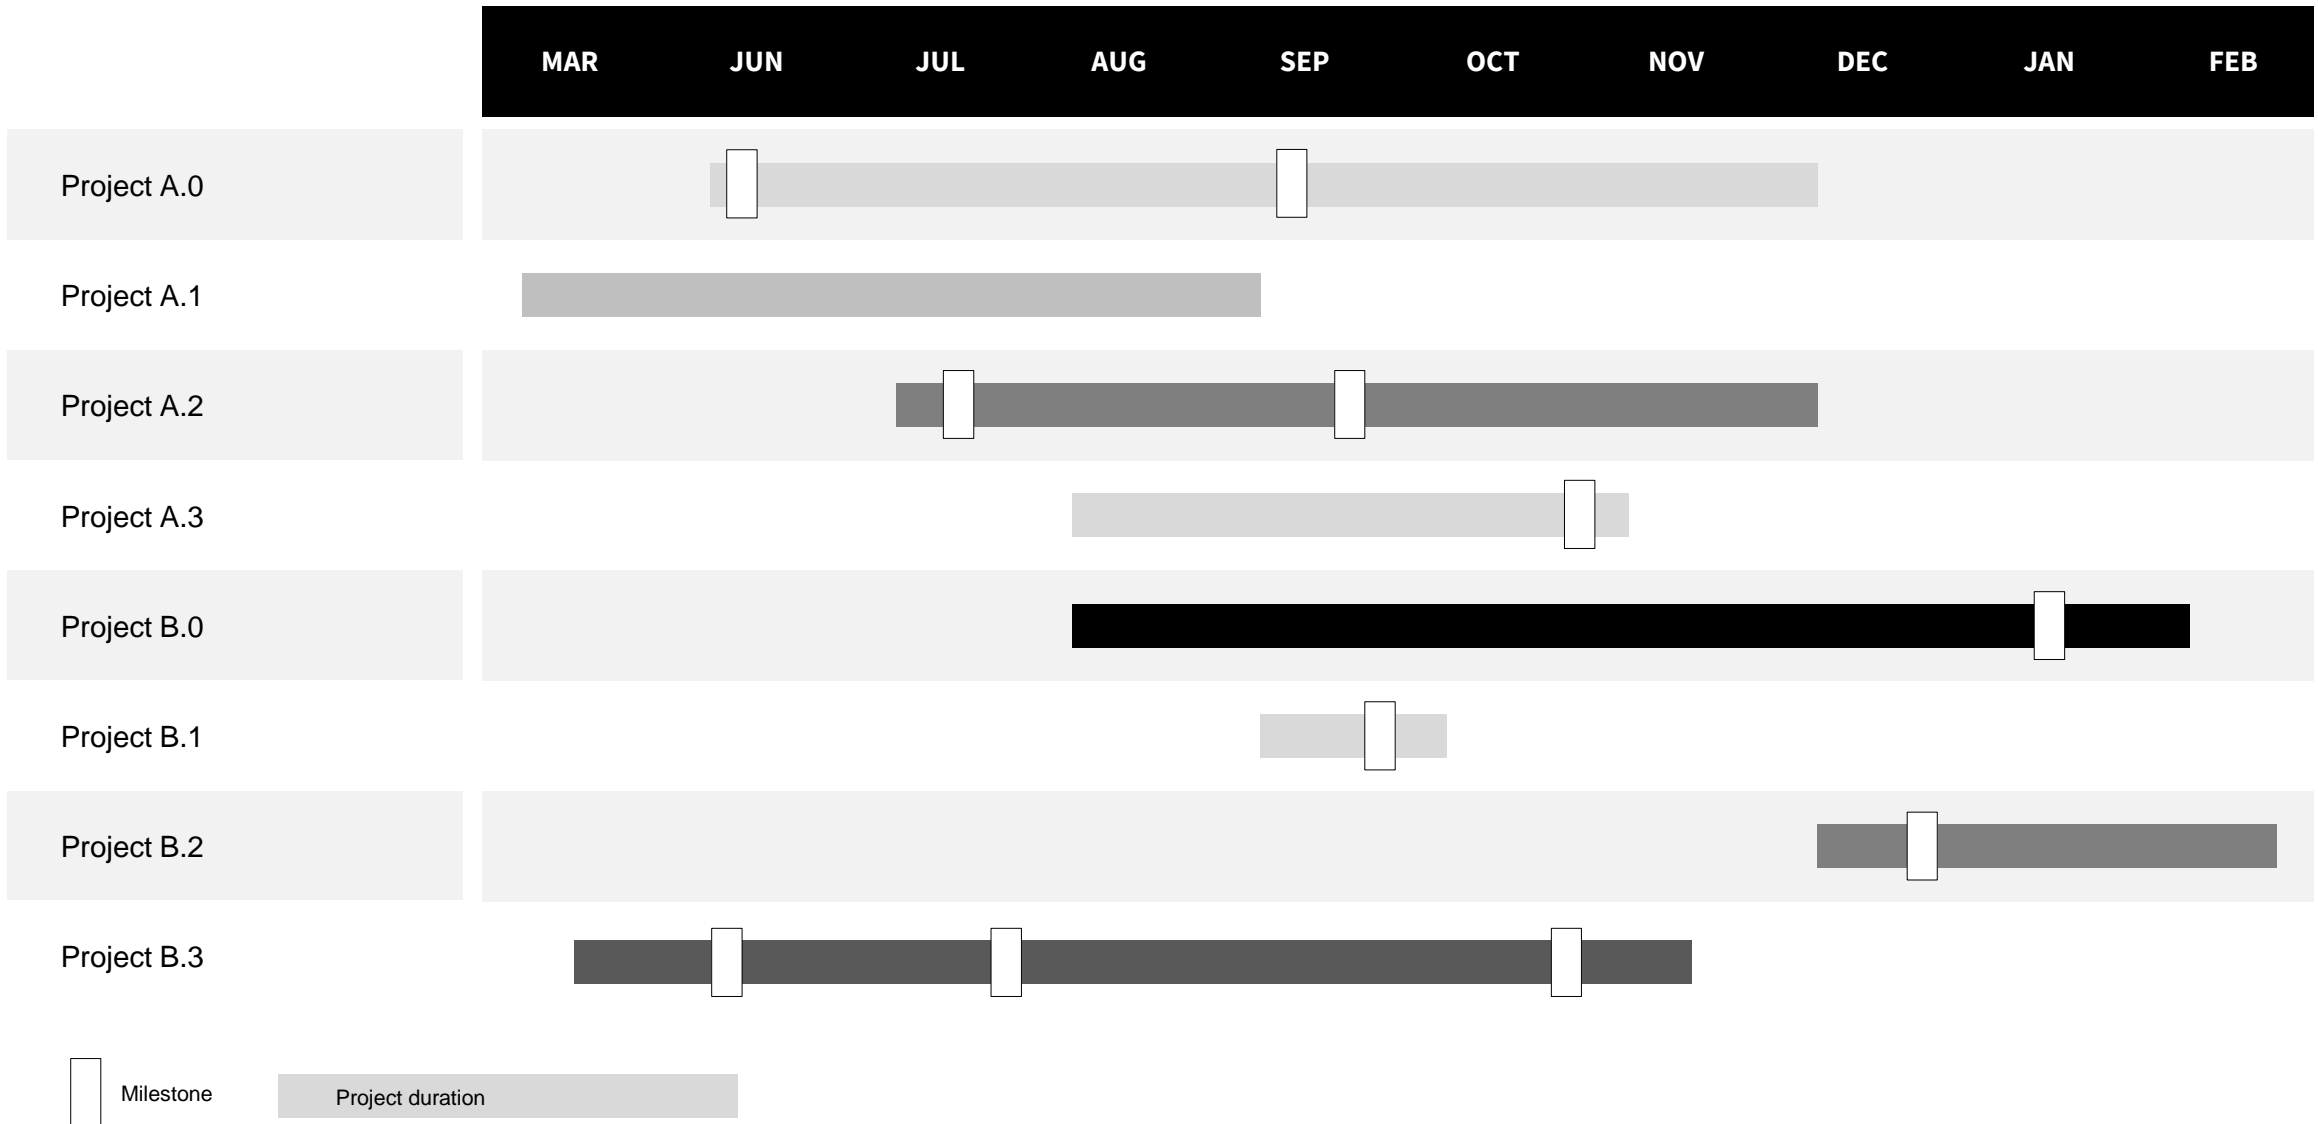 MAR JUN JUL AUG SEP OCT NOV DEC JAN FEB
Project A.0
Project A.1
Project A.2
Project A.3
Project B.0
Project B.1
Project B.2
Project B.3
Milestone Project duration